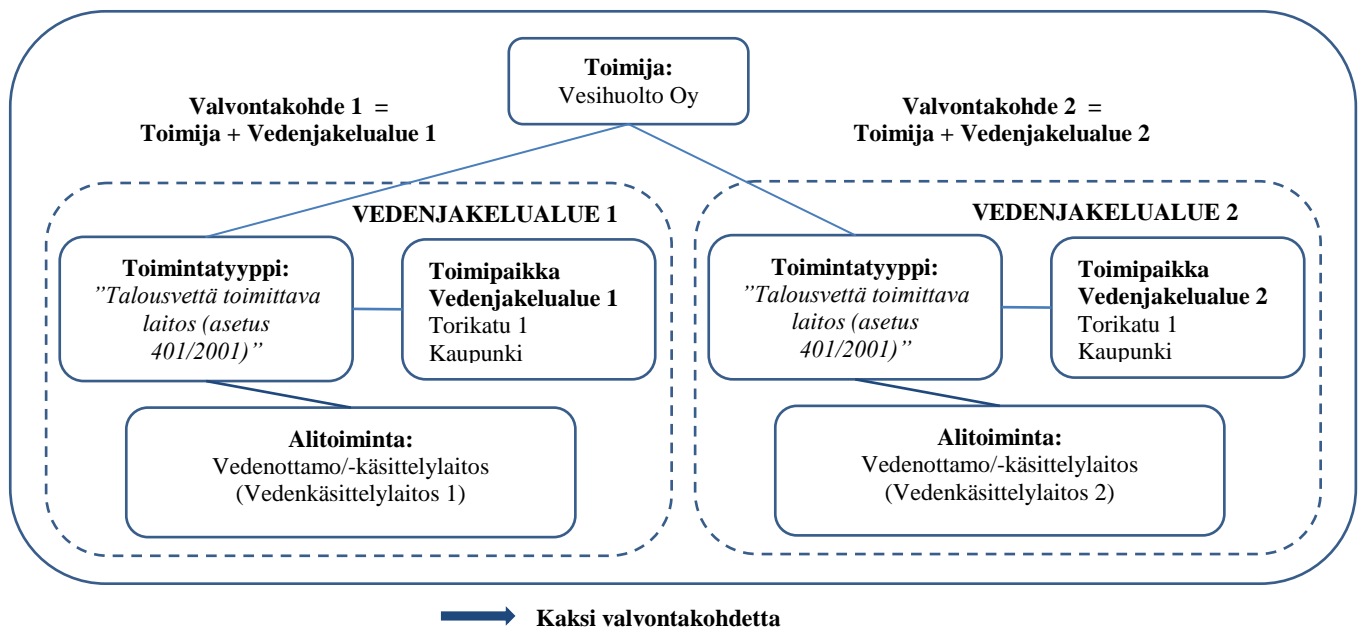 Toimija:
Vesihuolto Oy
Valvontakohde 1 =
Toimija + Vedenjakelualue 1
Valvontakohde 2 =
Toimija + Vedenjakelualue 2
VEDENJAKELUALUE 1
Toimintatyyppi:
”Talousvettä toimittava
laitos (asetus
401/2001)”
Toimipaikka
Vedenjakelualue 1
Torikatu 1
Kaupunki
Alitoiminta:
Vedenottamo/-käsittelylaitos
(Vedenkäsittelylaitos 1)
VEDENJAKELUALUE 2
Toimintatyyppi:
”Talousvettä toimittava
laitos (asetus
401/2001)”
Toimipaikka
Vedenjakelualue 2
Torikatu 1
Kaupunki
Alitoiminta:
Vedenottamo/-käsittelylaitos
(Vedenkäsittelylaitos 2)
Kaksi valvontakohdetta